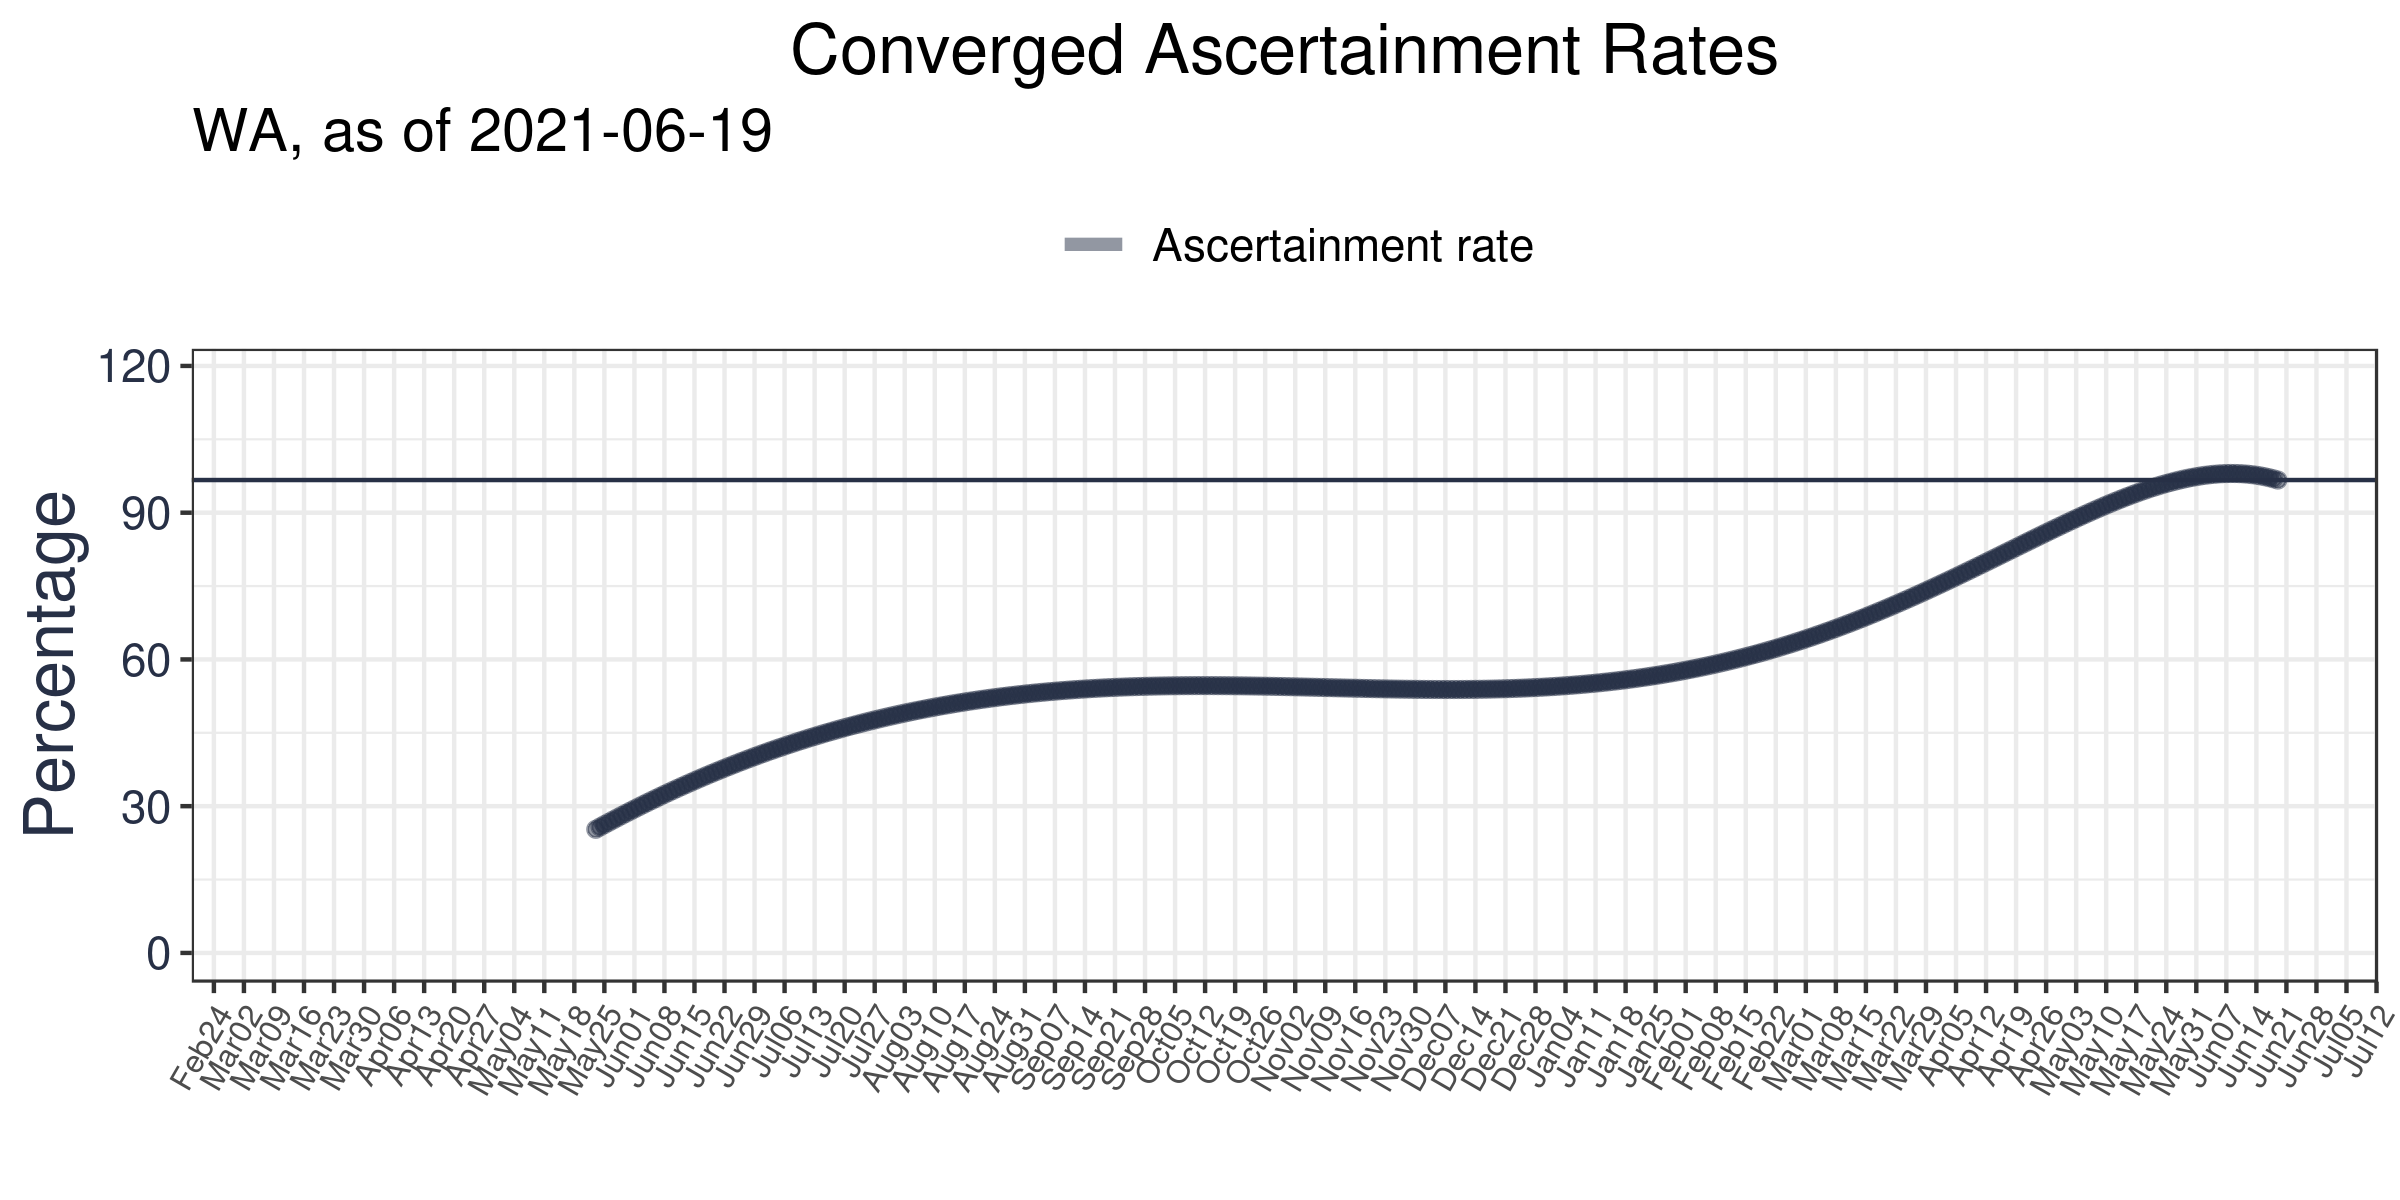 Converged Ascertainment Rates
WA, as of 2021-06-19
Ascertainment rate
Percentage
120
90
60
30
0
Feb24
Mar02
Mar09
Mar16
Mar23
Mar30
Apr06
Apr13
Apr20
Apr27
May04
May11
May18
May25
Jun01
Jun08
Jun15
Jun22
Jun29
Jul06
Jul13
Jul20
Jul27
Aug03
Aug10
Aug17
Aug24
Aug31
Sep07
Sep14
Sep21
Sep28
Oct05
Oct12
Oct19
Oct26
Nov02
Nov09
Nov16
Nov23
Nov30
Dec07
Dec14
Dec21
Dec28
Jan04
Jan11
Jan18
Jan25
Feb01
Feb08
Feb15
Feb22
Mar01
Mar08
Mar15
Mar22
Mar29
Apr05
Apr12
Apr19
Apr26
May03
May10
May17
May24
May31
Jun07
Jun14
Jun21
Jun28
Jul05
Jul12